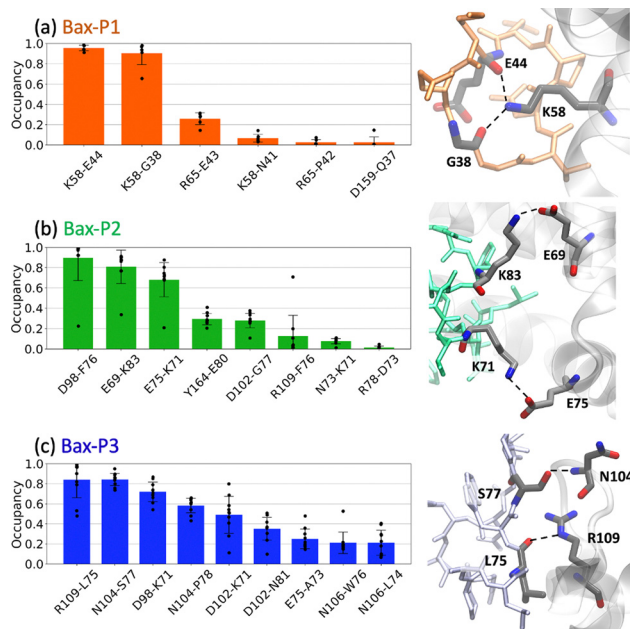 (a) Bax-P1
Occupancy
1.0
0.8
0.6
0.4
0.2
0.0
K58-E44
K58-G38
R65-E43
K58-N41
R65-P42
D159-Q37
E44
K58
G38
(b) Bax-P2
Occupancy
1.0
0.8
0.6
0.4
0.2
0.0
D98-F76
E69-K83
E75-K71
Y164-E80
D102-G77
R109-F76
N73-K71
R78-D73
E69
K83
K71
E75
(c) Bax-P3
Occupancy
1.0
0.8
0.6
0.4
0.2
0.0
R109-L75
N104-S77
D98-K71
N104-P78
D102-K71
D102-N81
E75-A73
N106-W76
N106-L74
N104
S77
R109
L75